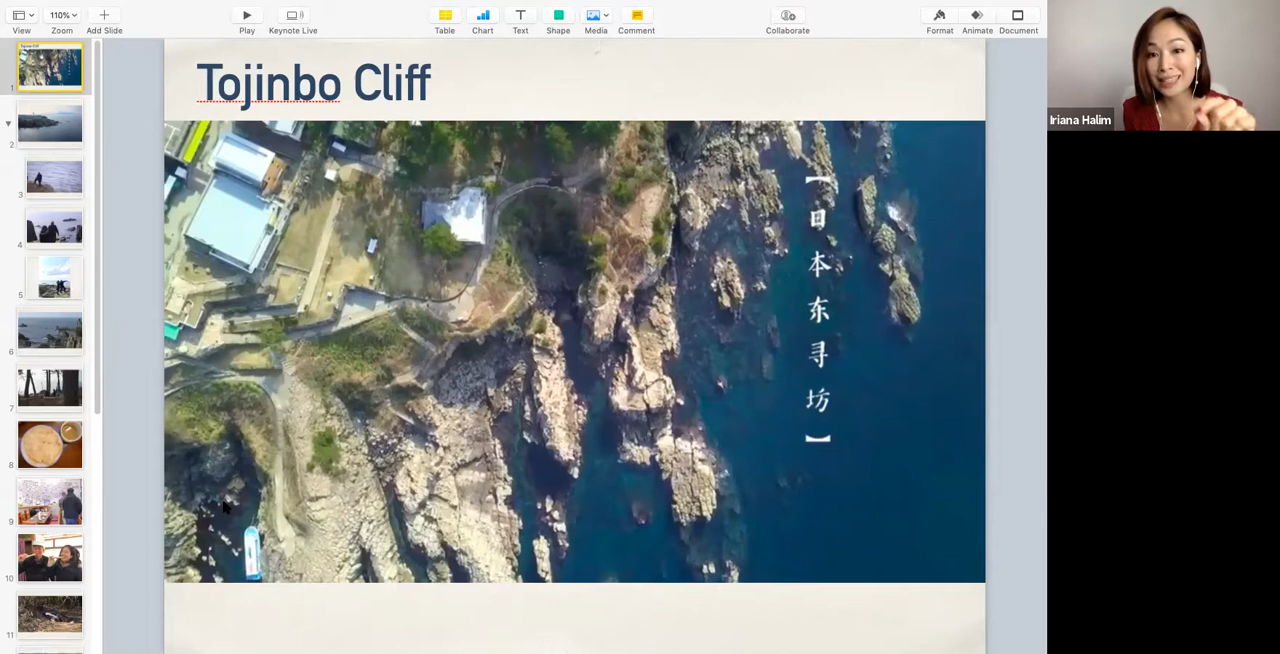 View
110%
Zoom
Add Slide
Play
Keynote Live
Table
Chart
Text
Shape
Media
Comment
Collaborate
Format
Animate
Document
Tojinbo Cliff
【日本东寻坊】
Iriana Halim
1
2
3
4
5
6
7
8
9
10
11